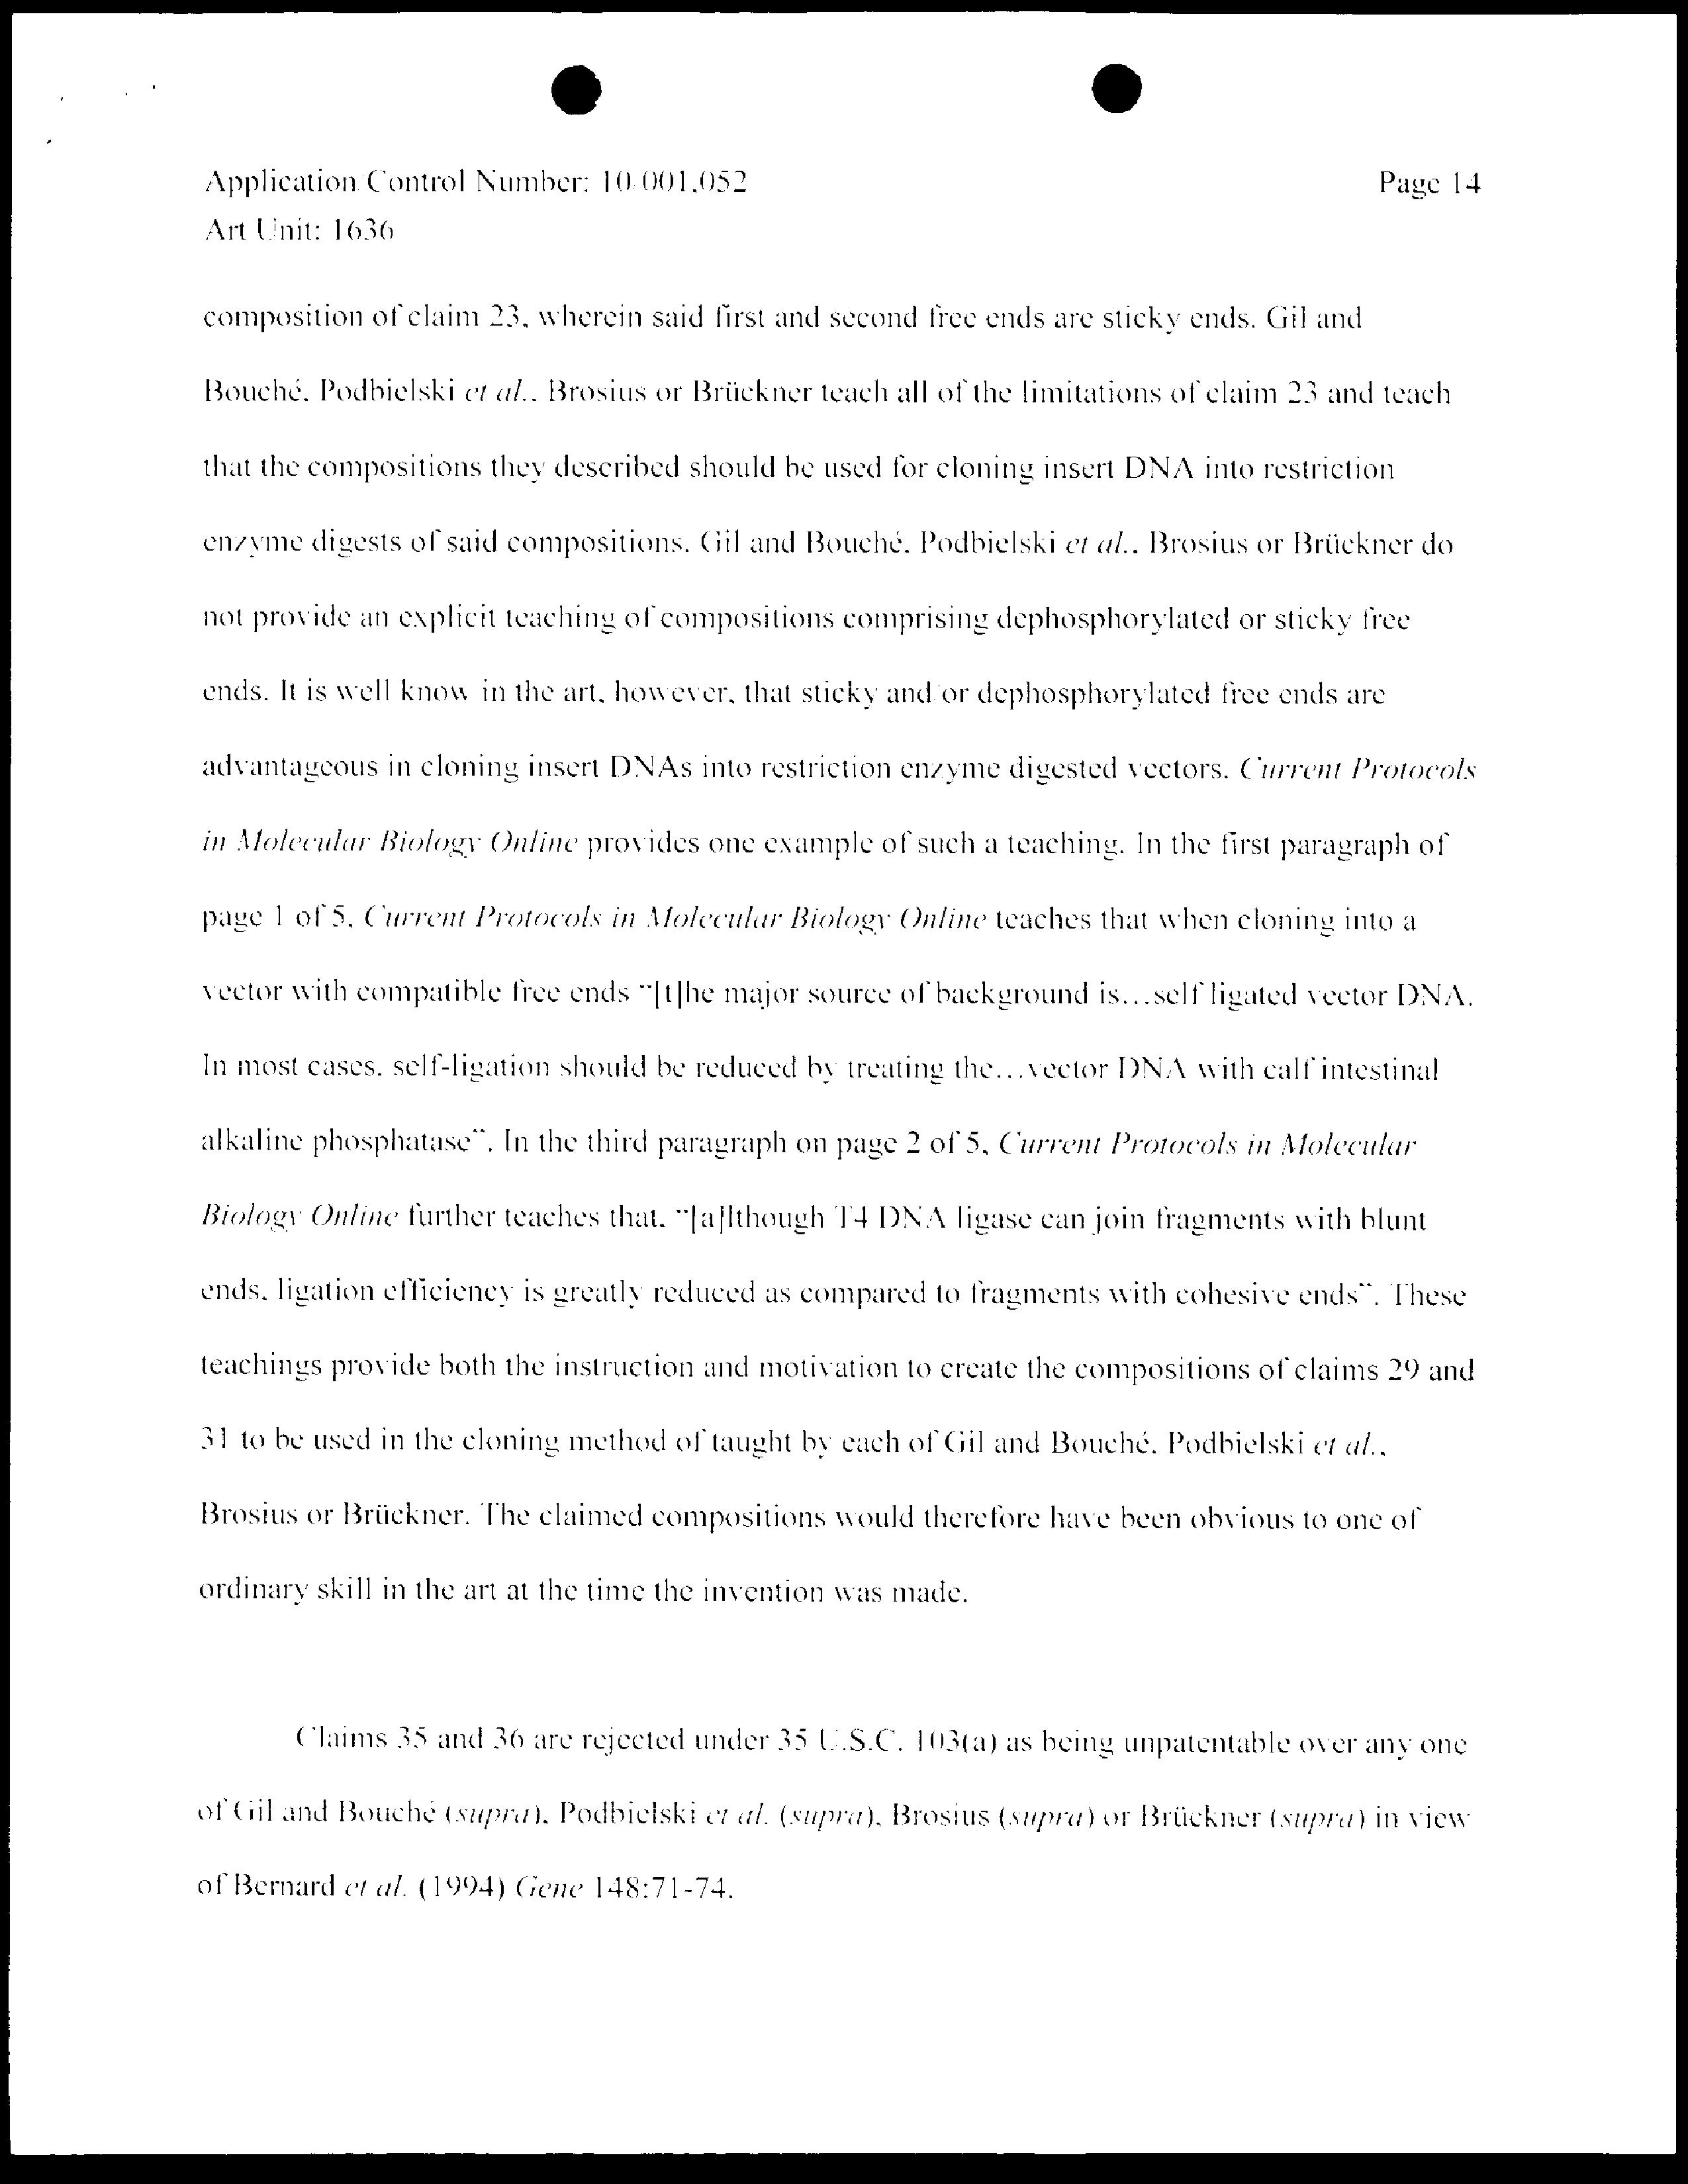 Application Control Number: 10/001,052 Page 14
Art Unit: 1636
composition of claim 23, wherein said first and second free ends are sticky ends. Gil and
Bouché, Podbielski et al., Brosius or Brückner teach all of the limitations of claim 23 and teach
that the compositions they described should be used for cloning insert DNA into restriction
enzyme digests of said compositions. Gil and Bouché, Podbielski et al., Brosius or Brückner do
not provide an explicit teaching of compositions comprising dephosphorylated or sticky free
ends. It is well know in the art, however, that sticky and/or dephosphorylated free ends are
advantageous in cloning insert DNAs into restriction enzyme digested vectors. Current Protocols
in Molecular Biology Online provides one example of such a teaching. In the first paragraph of
page 1 of 5, Current Protocols in Molecular Biology Online teaches that when cloning into a
vector with compatible free ends "[t]he major source of background is...self ligated vector DNA.
In most cases, self-ligation should be reduced by treating the...vector DNA with calf intestinal
alkaline phosphatase". In the third paragraph on page 2 of 5, Current Protocols in Molecular
Biology Online further teaches that, "[a]lthough T4 DNA ligase can join fragments with blunt
ends, ligation efficiency is greatly reduced as compared to fragments with cohesive ends". These
teachings provide both the instruction and motivation to create the compositions of claims 29 and
31 to be used in the cloning method of taught by each of Gil and Bouché, Podbielski et al.,
Brosius or Brückner. The claimed compositions would therefore have been obvious to one of
ordinary skill in the art at the time the invention was made.
Claims 35 and 36 are rejected under 35 U.S.C. 103(a) as being unpatentable over any one
of Gil and Bouché (supra), Podbielski et al. (supra), Brosius (supra) or Brückner (supra) in view
of Bernard et al. (1994) Gene 148:71-74.